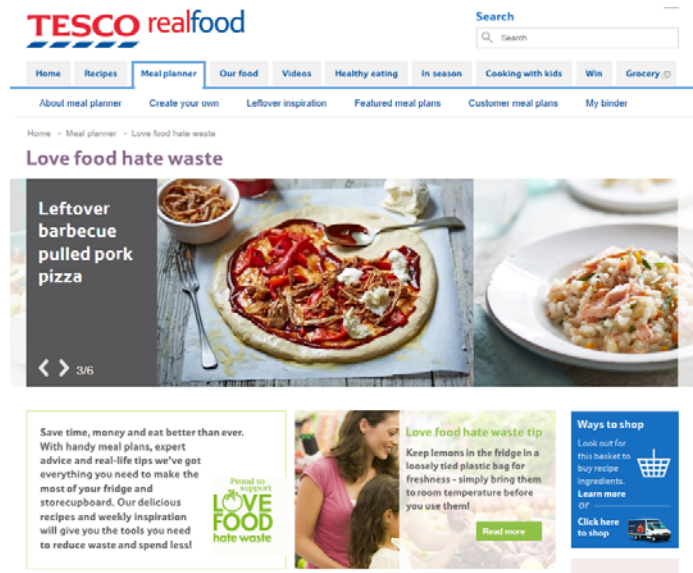 TESCO realfood
Search
Search
Home Recipes Meal planner Our food Videos Healthy eating In season Cooking with kids Win Grocery
About meal planner Create your own Leftover inspiration Featured meal plans Customer meal plans My binder
Home > Meal planner > Love food hate waste
Love food hate waste
Leftover
barbecue
pulled pork
pizza
3/6
Save time, money and eat better than ever.
With handy meal plans, expert
advice and real-life tips we've got
everything you need to make the
most of your fridge and
storecupboard. Our delicious
recipes and weekly inspiration
will give you the tools you need
to reduce waste and spend less!
Proud to
support
LOVE
FOOD
hate waste
Love food hate waste tip
Keep lemons in the fridge in a
loosely tied plastic bag for
freshness - simply bring them
to room temperature before
you use them!
Read more
Ways to shop
Look out for
this basket to
buy recipe
ingredients.
Learn more
or
Click here
to shop